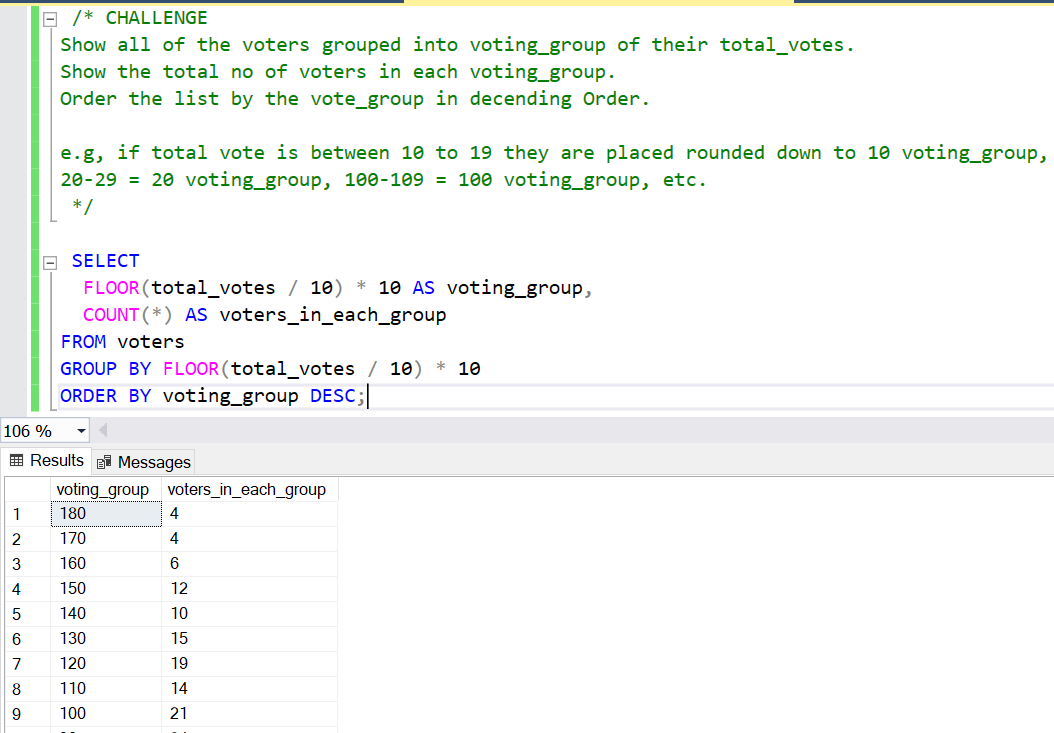 /* CHALLENGE
Show all of the voters grouped into voting_group of their total_votes.
Show the total no of voters in each voting_group.
Order the list by the vote_group in decending Order.
e.g, if total vote is between 10 to 19 they are placed rounded down to 10 voting_group,
20-29 = 20 voting_group, 100-109 = 100 voting_group, etc.
*/
SELECT
FLOOR(total_votes / 10) * 10 AS voting_group,
COUNT(*) AS voters_in_each_group
FROM voters
GROUP BY FLOOR(total_votes / 10) * 10
ORDER BY voting_group DESC;
106 %
Results Messages
voting_group voters_in_each_group
1 180 4
2 170 4
3 160 6
4 150 12
5 140 10
6 130 15
7 120 19
8 110 14
9 100 21